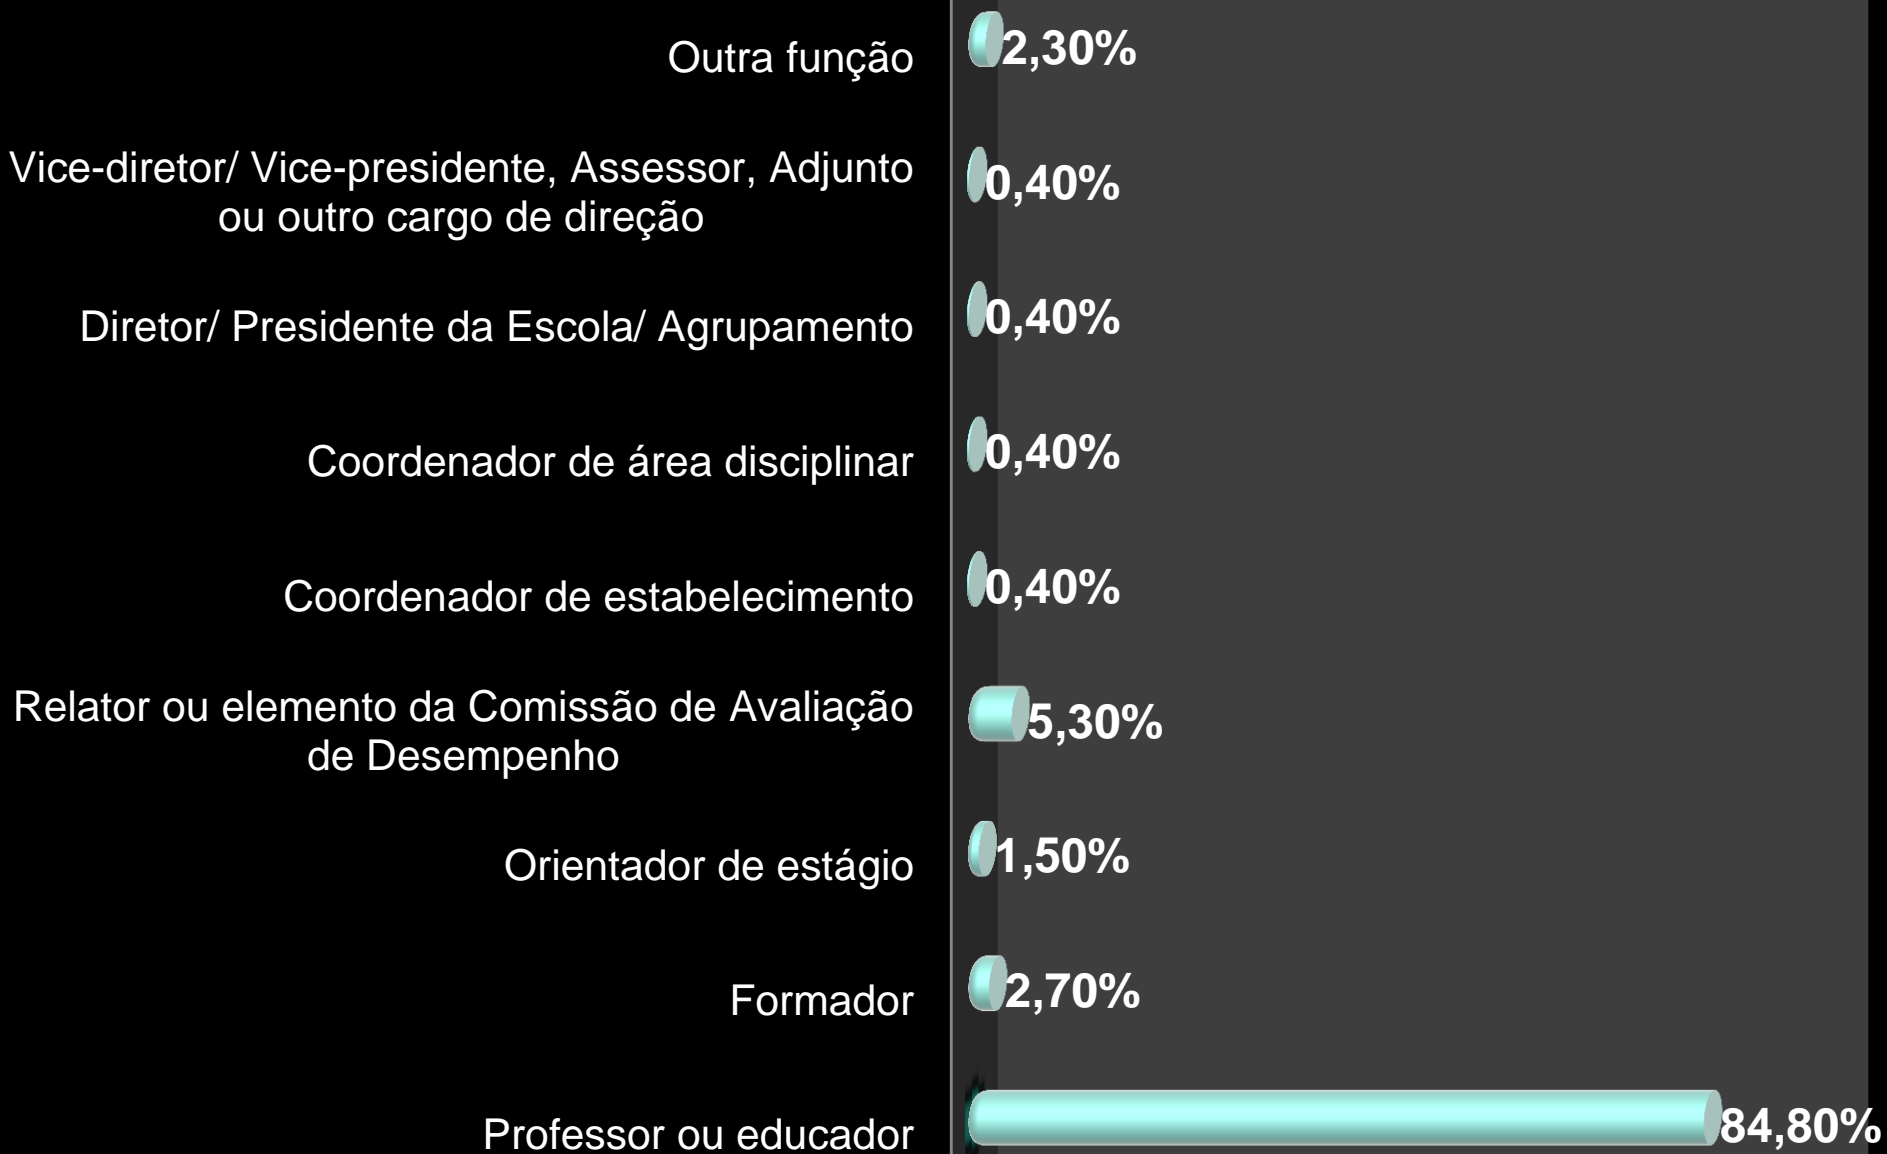 Outra função
2,30%
Vice-diretor/ Vice-presidente, Assessor, Adjunto
ou outro cargo de direção
0,40%
Diretor/ Presidente da Escola/ Agrupamento
0,40%
Coordenador de área disciplinar
0,40%
Coordenador de estabelecimento
0,40%
Relator ou elemento da Comissão de Avaliação
de Desempenho
5,30%
Orientador de estágio
1,50%
Formador
2,70%
Professor ou educador
84,80%